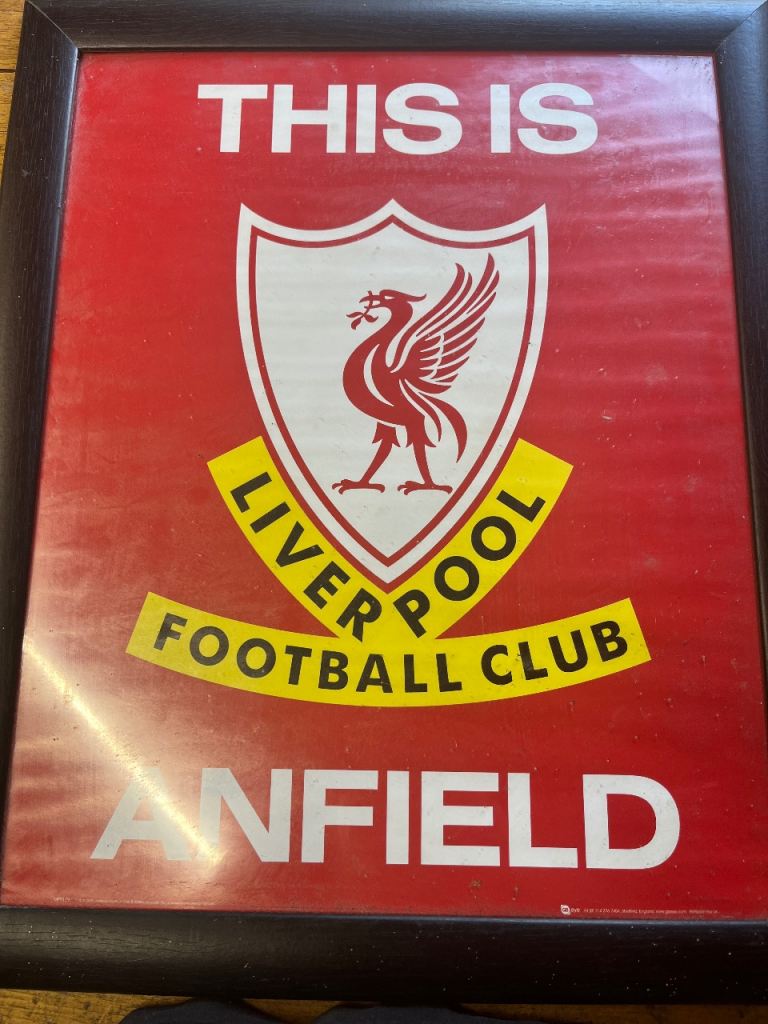 THIS IS
LIVERPOOL
FOOTBALL CLUB
ANFIELD